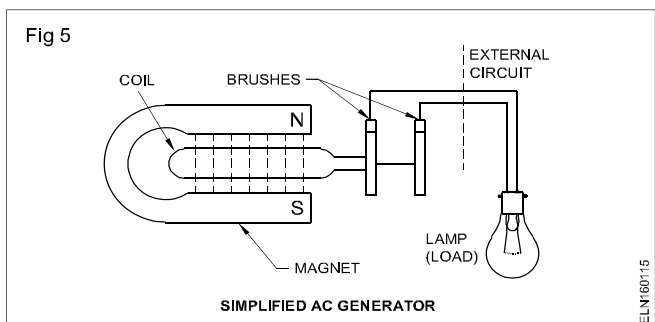 Fig 5
COIL
BRUSHES
EXTERNAL
CIRCUIT
N
S
MAGNET
LAMP
(LOAD)
SIMPLIFIED AC GENERATOR
ELN160115